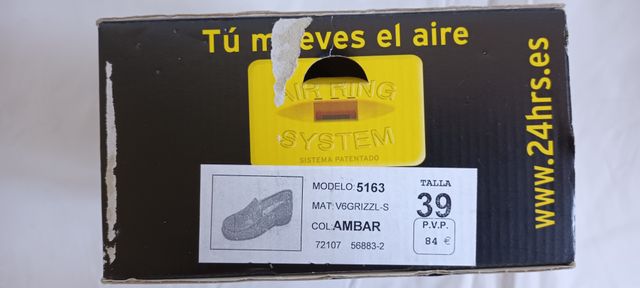 Tú mueves el aire
AIR RING
SYSTEM
SISTEMA PATENTADO
www.24hrs.es
MODELO: 5163
MAT: V6GRIZZL-S
COL: AMBAR
72107 56883-2
TALLA
39
P.V.P.
84 €